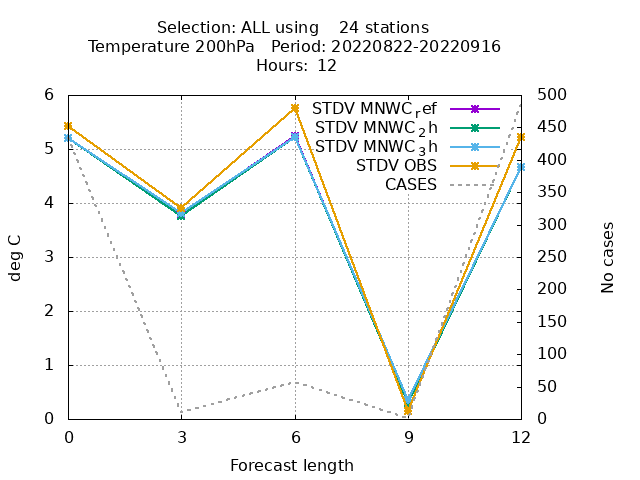 Selection: ALL using    24 stations
Temperature 200hPa   Period: 20220822-20220916
Hours: 12
STDV MNWC_ref
STDV MNWC_2h
STDV MNWC_3h
STDV OBS
CASES
deg C
6
5
4
3
2
1
0
No cases
500
450
400
350
300
250
200
150
100
50
0
0 3 6 9 12
Forecast length